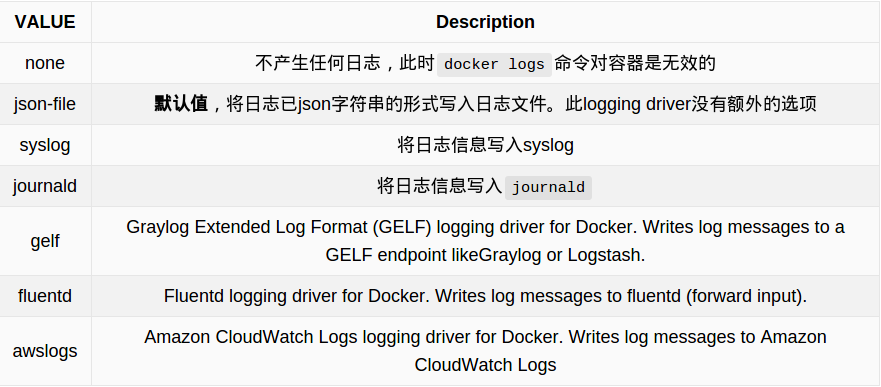 VALUE Description
none 不产生任何日志，此时 docker logs 命令对容器是无效的
json-file 默认值，将日志已json字符串的形式写入日志文件。此logging driver没有额外的选项
syslog 将日志信息写入syslog
journald 将日志信息写入 journald
gelf Graylog Extended Log Format (GELF) logging driver for Docker. Writes log messages to a
GELF endpoint likeGraylog or Logstash.
fluentd Fluentd logging driver for Docker. Writes log messages to fluentd (forward input).
awslogs Amazon CloudWatch Logs logging driver for Docker. Writes log messages to Amazon
CloudWatch Logs